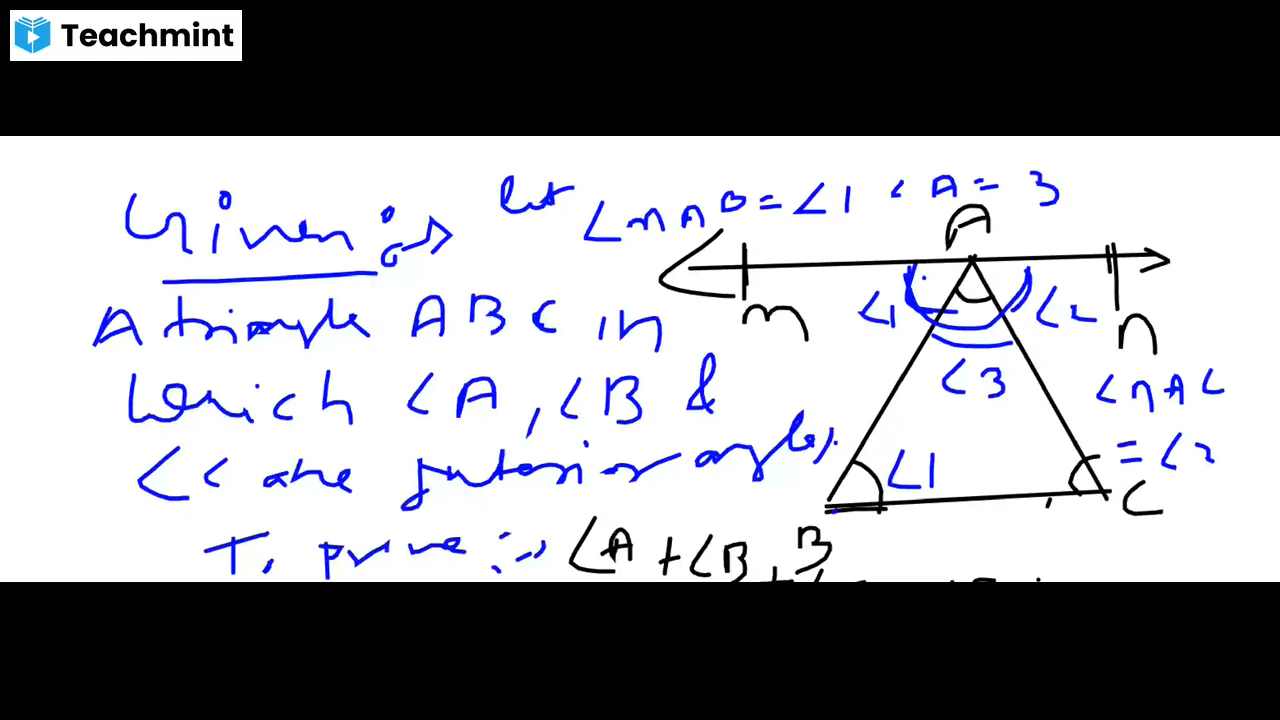 Teachmint
Given :→
let ∠mAB = ∠1 ∠A = 3
A triangle ABC in
which ∠A, ∠B &
∠C are interior angles.
To prove :→ ∠A + ∠B
A
m
n
∠1
∠2
∠3
∠nAC
= ∠2
∠1
B
C